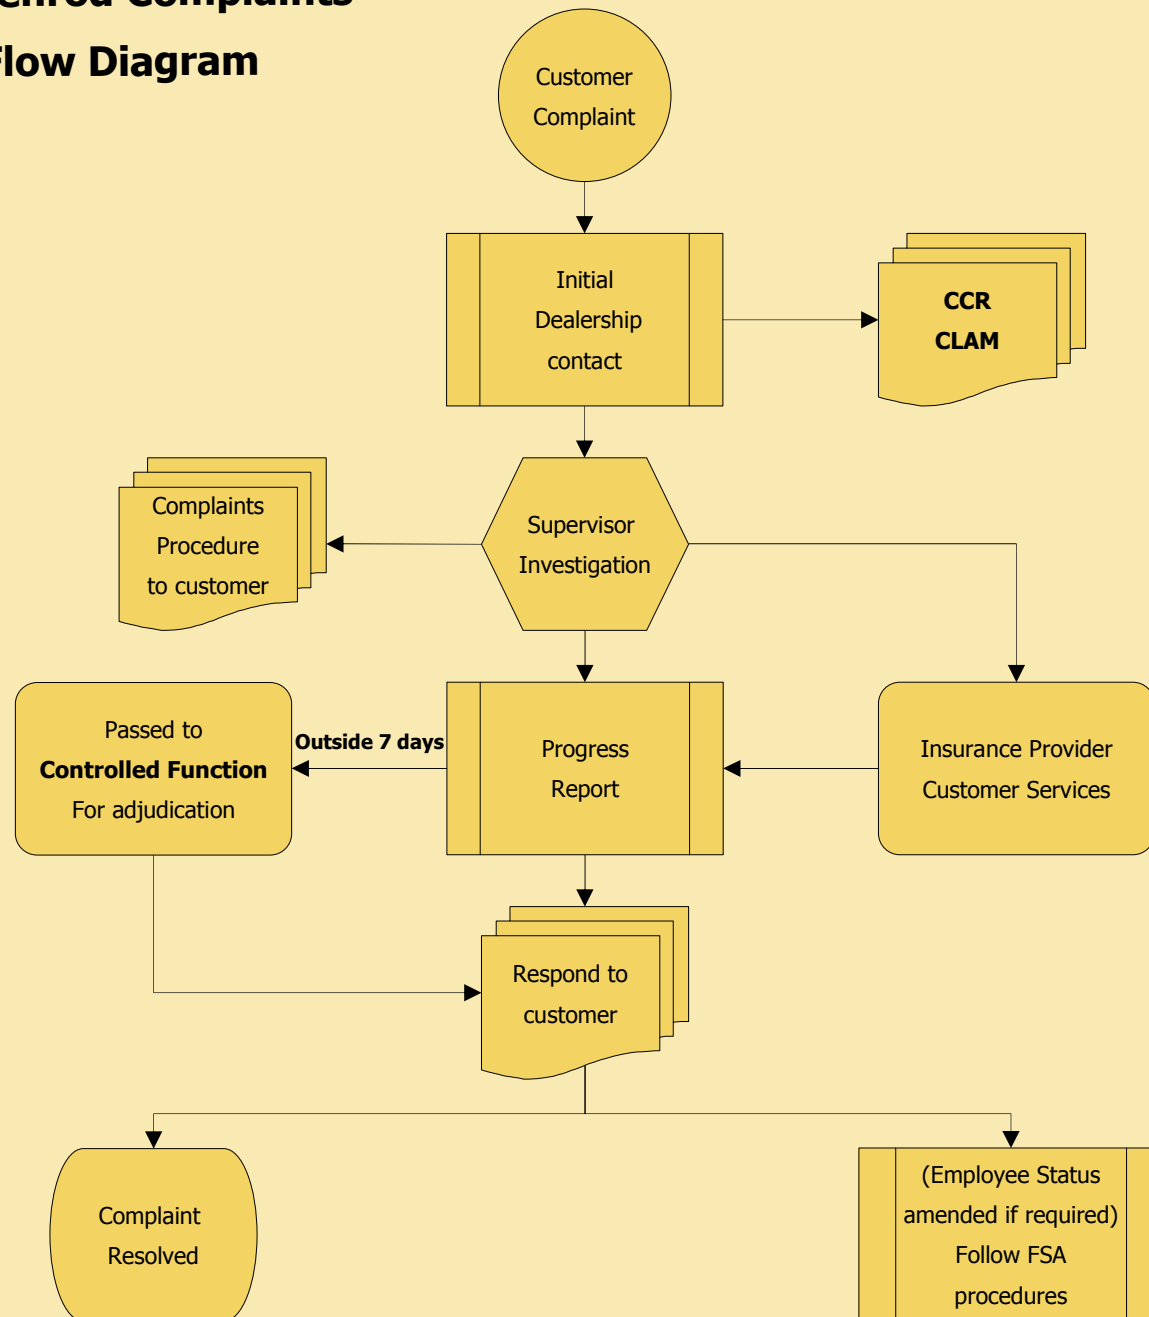 Complaints
Flow Diagram
Customer
Complaint
Initial
Dealership
contact
CCR
CLAM
Complaints
Procedure
to customer
Supervisor
Investigation
Passed to
Controlled Function
For adjudication
Outside 7 days
Progress
Report
Insurance Provider
Customer Services
Respond to
customer
Complaint
Resolved
(Employee Status
amended if required)
Follow FSA
procedures